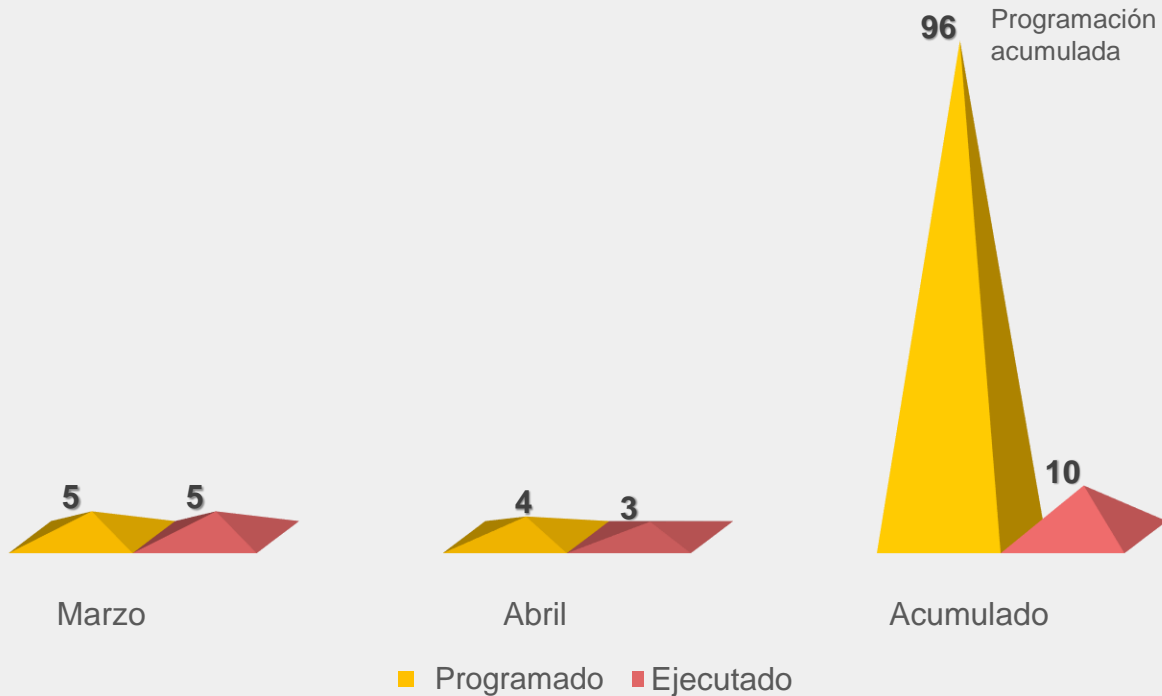 96
Programación
acumulada
5
5
4
3
10
Marzo
Abril
Acumulado
Programado
Ejecutado